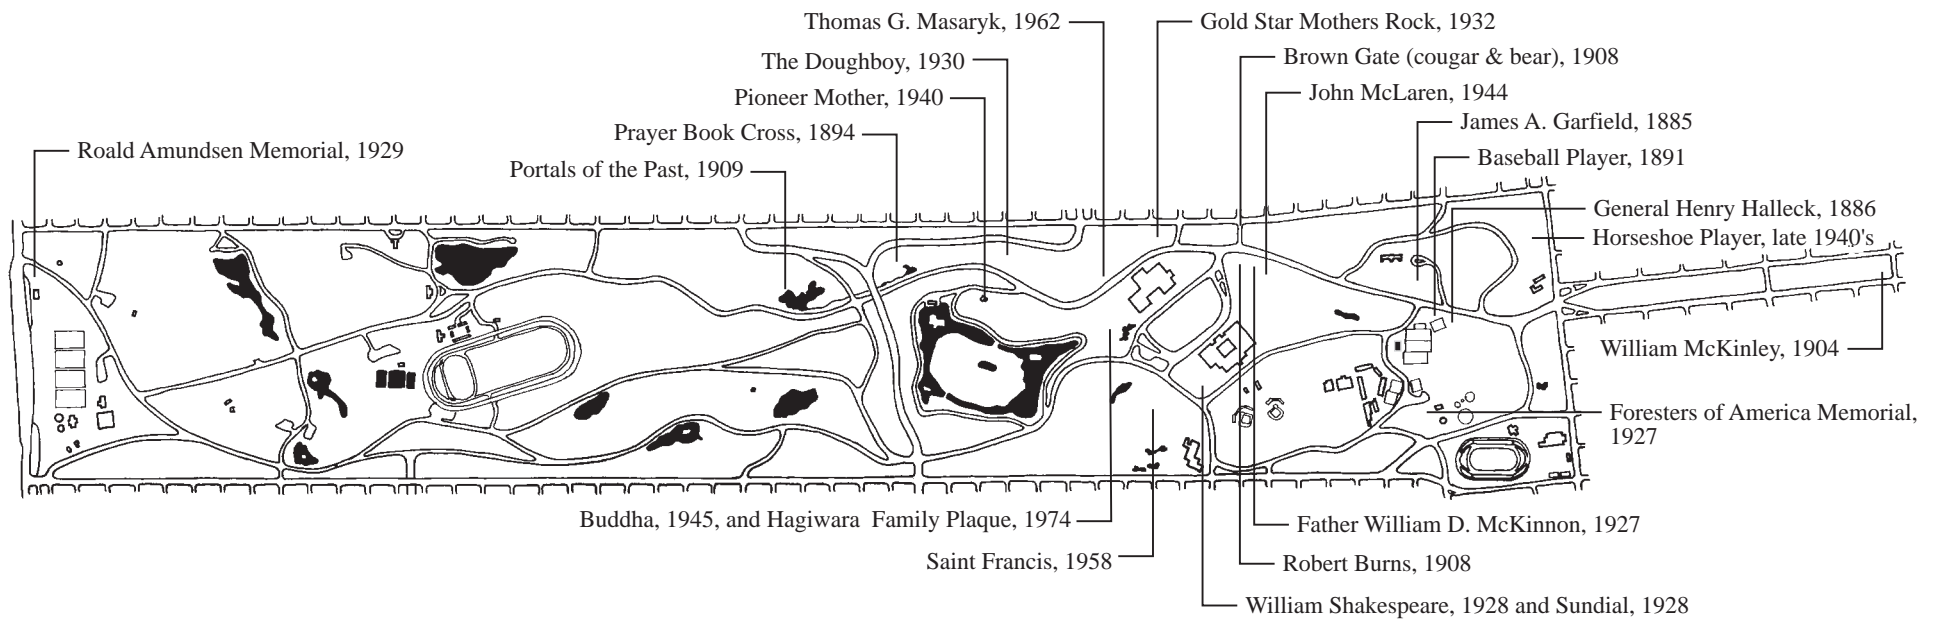 Thomas G. Masaryk, 1962
Gold Star Mothers Rock, 1932
The Doughboy, 1930
Brown Gate (cougar & bear), 1908
Pioneer Mother, 1940
John McLaren, 1944
Prayer Book Cross, 1894
James A. Garfield, 1885
Roald Amundsen Memorial, 1929
Portals of the Past, 1909
Baseball Player, 1891
General Henry Halleck, 1886
Horseshoe Player, late 1940's
William McKinley, 1904
Foresters of America Memorial,
1927
Buddha, 1945, and Hagiwara Family Plaque, 1974
Father William D. McKinnon, 1927
Saint Francis, 1958
Robert Burns, 1908
William Shakespeare, 1928 and Sundial, 1928